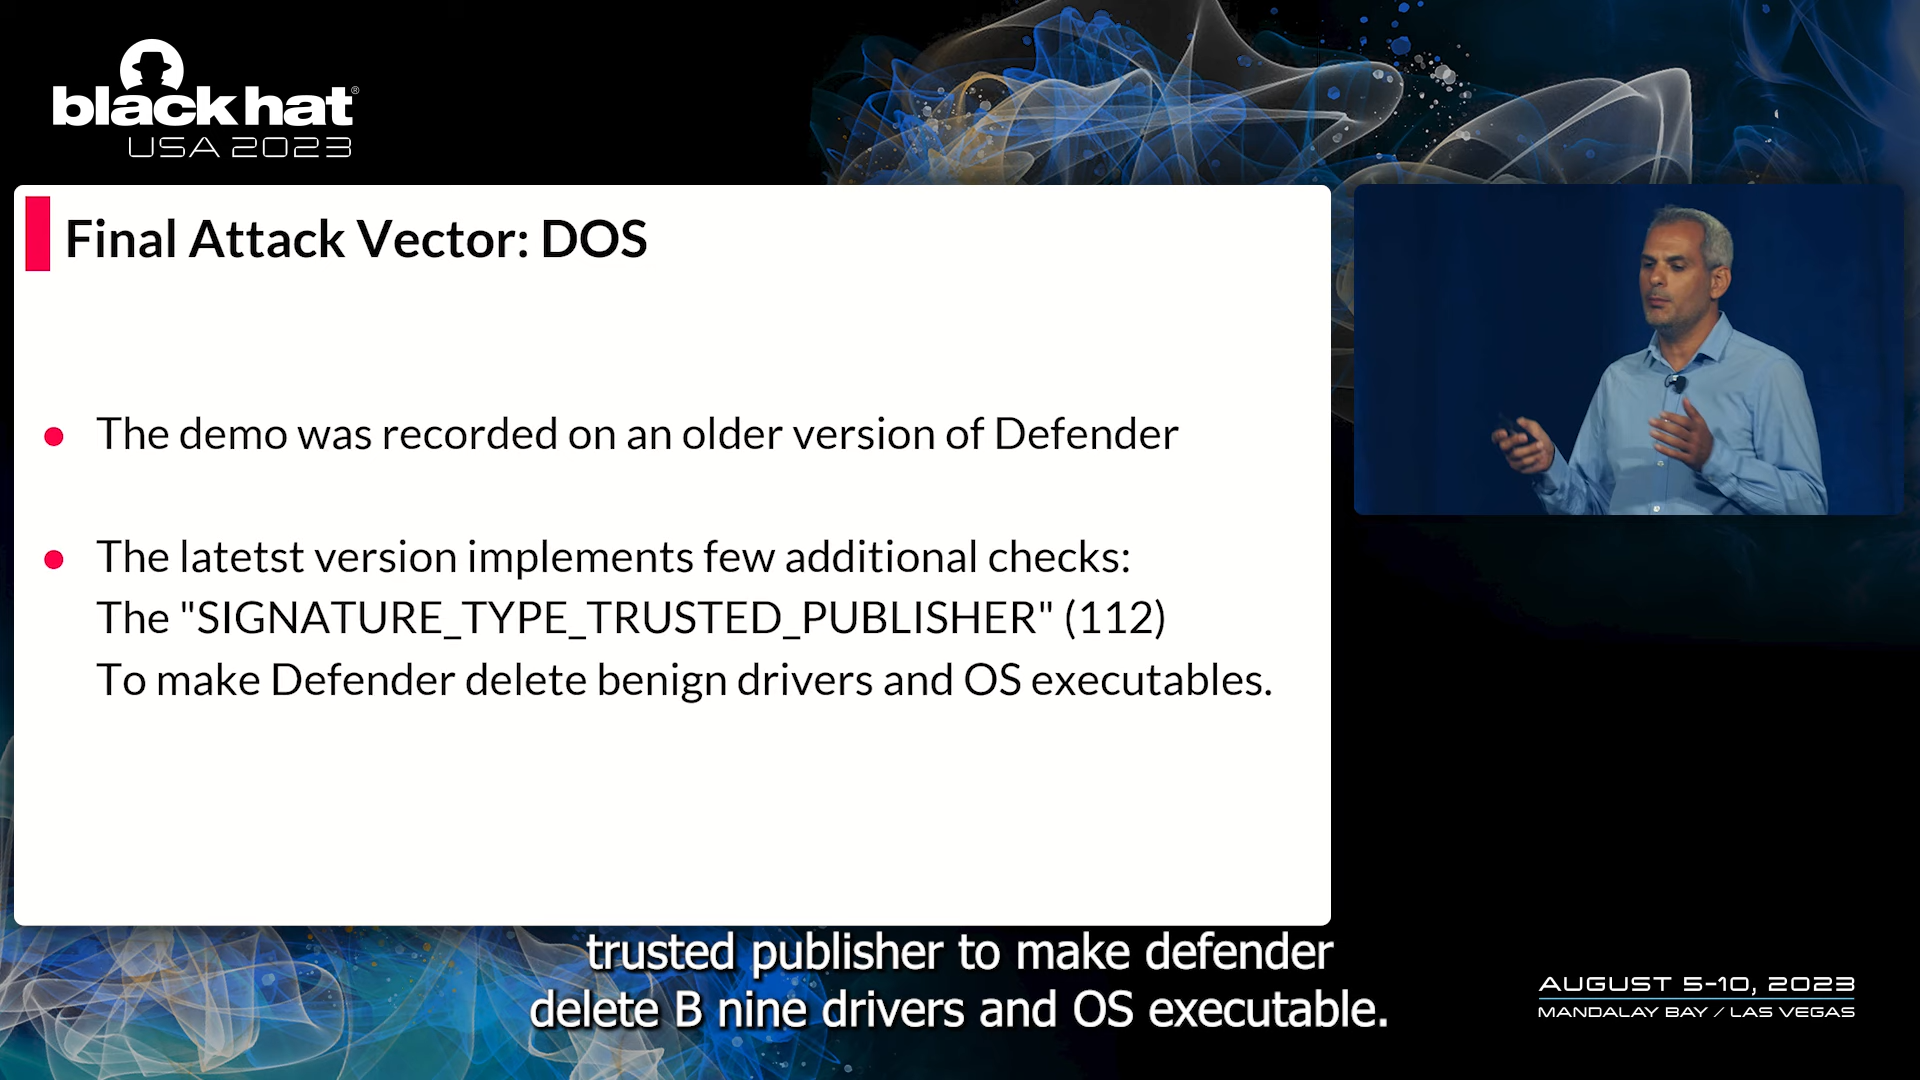 blackhat®
USA 2023
Final Attack Vector: DOS
The demo was recorded on an older version of Defender
The latetst version implements few additional checks:
The "SIGNATURE_TYPE_TRUSTED_PUBLISHER" (112)
To make Defender delete benign drivers and OS executables.
trusted publisher to make defender
delete B nine drivers and OS executable.
AUGUST 5-10, 2023
MANDALAY BAY / LAS VEGAS